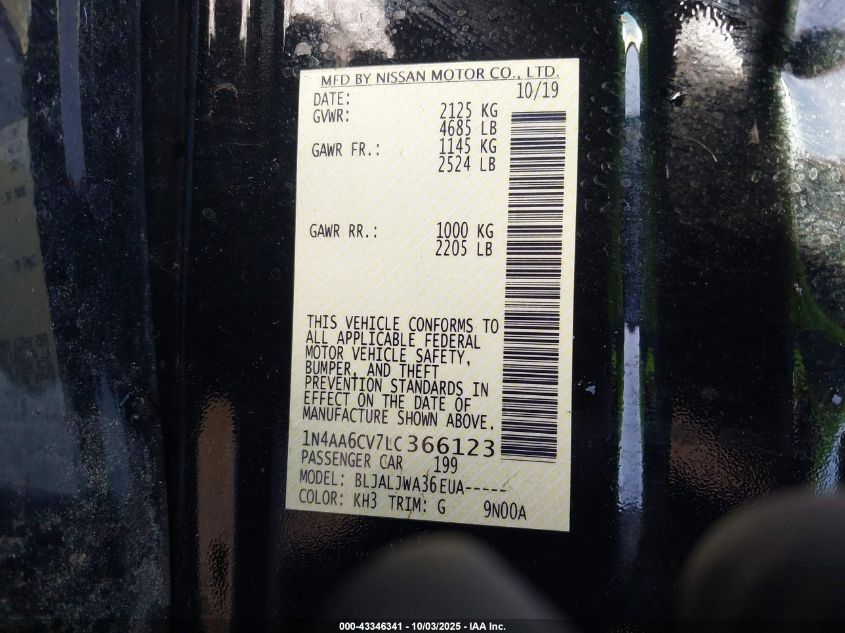 MFD BY NISSAN MOTOR CO., LTD.
DATE: 10/19
GVWR: 2125 KG
4685 LB
GAWR FR.: 1145 KG
2524 LB
GAWR RR.: 1000 KG
2205 LB
THIS VEHICLE CONFORMS TO
ALL APPLICABLE FEDERAL
MOTOR VEHICLE SAFETY,
BUMPER, AND THEFT
PREVENTION STANDARDS IN
EFFECT ON THE DATE OF
MANUFACTURE SHOWN ABOVE.
1N4AA6CV7LC366123
PASSENGER CAR 199
MODEL: BLJALJWA36EUA-----
COLOR: KH3 TRIM: G 9N00A
000-43346341 | 10/03/2025 - IAA Inc.